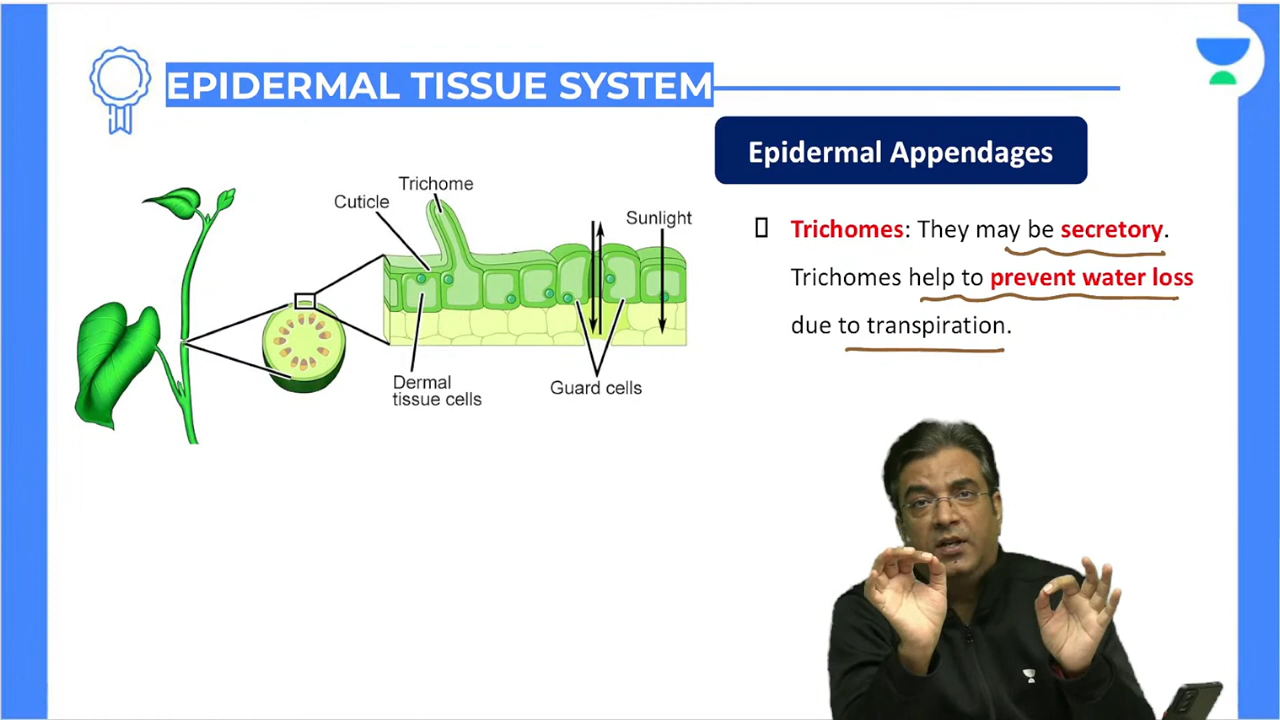 EPIDERMAL TISSUE SYSTEM
Epidermal Appendages
Trichome
Cuticle
Sunlight
Dermal
tissue cells
Guard cells
Trichomes: They may be secretory.
Trichomes help to prevent water loss
due to transpiration.